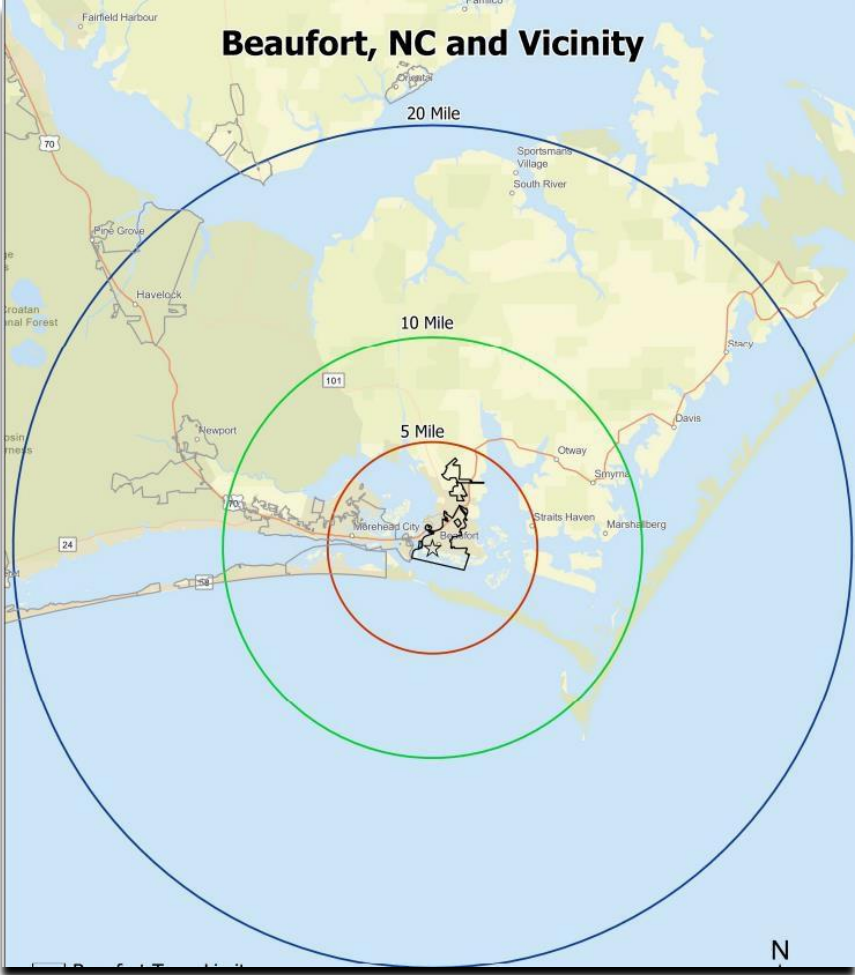 Pamlico
Fairfield Harbour
Beaufort, NC and Vicinity
Oriental
20 Mile
70
Sportsmans
Village
South River
Pine Grove
Havelock
Croatan
nal Forest
10 Mile
Stacy
101
Davis
5 Mile
Newport
Otway
Smyrna
70
Straits Haven
Marshallberg
Morehead City
Beaufort
24
58
N